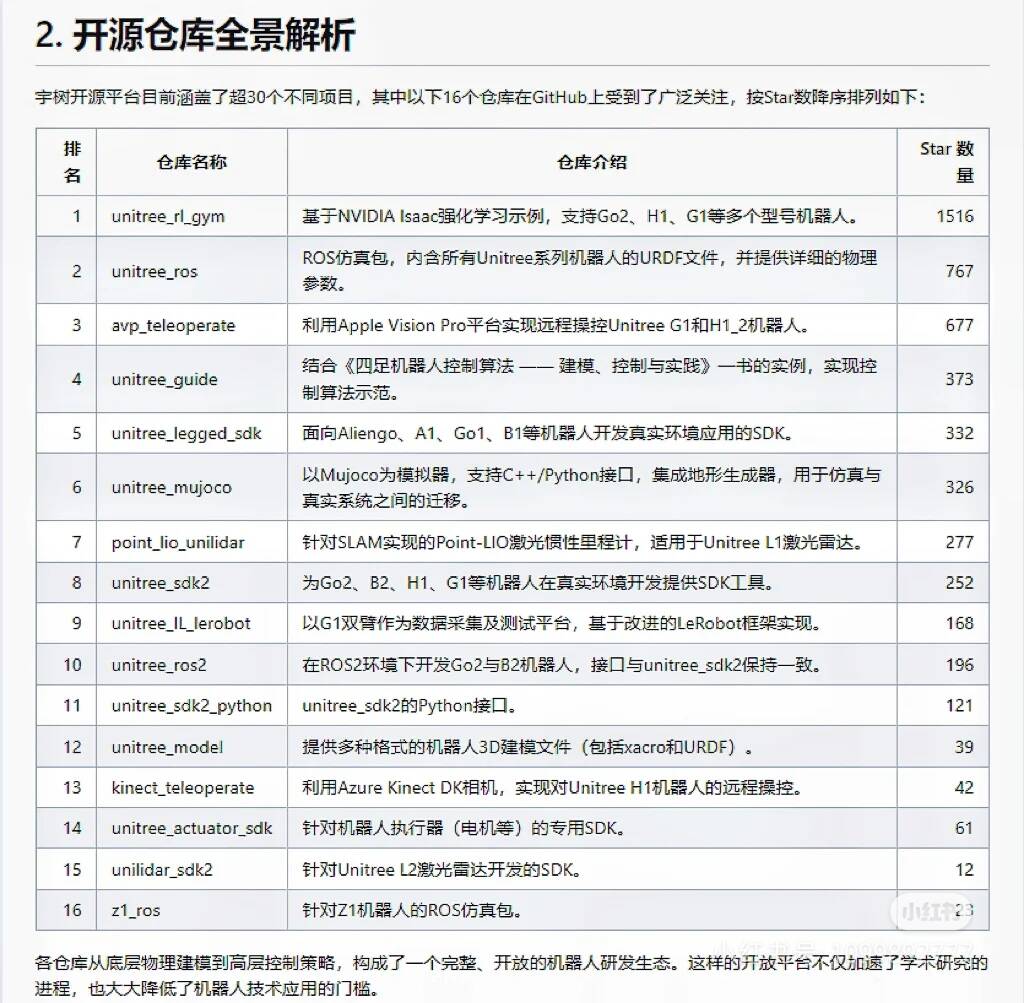 2. 开源仓库全景解析
宇树开源平台目前涵盖了超30个不同项目，其中以下16个仓库在GitHub上受到了广泛关注，按Star数降序排列如下：
排名 仓库名称 仓库介绍 Star 数量
1 unitree_rl_gym 基于NVIDIA Isaac强化学习示例，支持Go2、H1、G1等多个型号机器人。 1516
2 unitree_ros ROS仿真包，内含所有Unitree系列机器人的URDF文件，并提供详细的物理
参数。 767
3 avp_teleoperate 利用Apple Vision Pro平台实现远程操控Unitree G1和H1_2机器人。 677
4 unitree_guide 结合《四足机器人控制算法 —— 建模、控制与实践》一书的实例，实现控
制算法示范。 373
5 unitree_legged_sdk 面向Aliengo、A1、Go1、B1等机器人开发真实环境应用的SDK。 332
6 unitree_mujoco 以Mujoco为模拟器，支持C++/Python接口，集成地形生成器，用于仿真与
真实系统之间的迁移。 326
7 point_lio_unilidar 针对SLAM实现的Point-LIO激光惯性里程计，适用于Unitree L1激光雷达。 277
8 unitree_sdk2 为Go2、B2、H1、G1等机器人在真实环境开发提供SDK工具。 252
9 unitree_IL_lerobot 以G1双臂作为数据采集及测试平台，基于改进的LeRobot框架实现。 168
10 unitree_ros2 在ROS2环境下开发Go2与B2机器人，接口与unitree_sdk2保持一致。 196
11 unitree_sdk2_python unitree_sdk2的Python接口。 121
12 unitree_model 提供多种格式的机器人3D建模文件（包括xacro和URDF）。 39
13 kinect_teleoperate 利用Azure Kinect DK相机，实现对Unitree H1机器人的远程操控。 42
14 unitree_actuator_sdk 针对机器人执行器（电机等）的专用SDK。 61
15 unilidar_sdk2 针对Unitree L2激光雷达开发的SDK。 12
16 z1_ros 针对Z1机器人的ROS仿真包。 23
小红书
各仓库从底层物理建模到高层控制策略，构成了一个完整、开放的机器人研发生态。这样的开放平台不仅加速了学术研究的
进程，也大大降低了机器人技术应用的门槛。